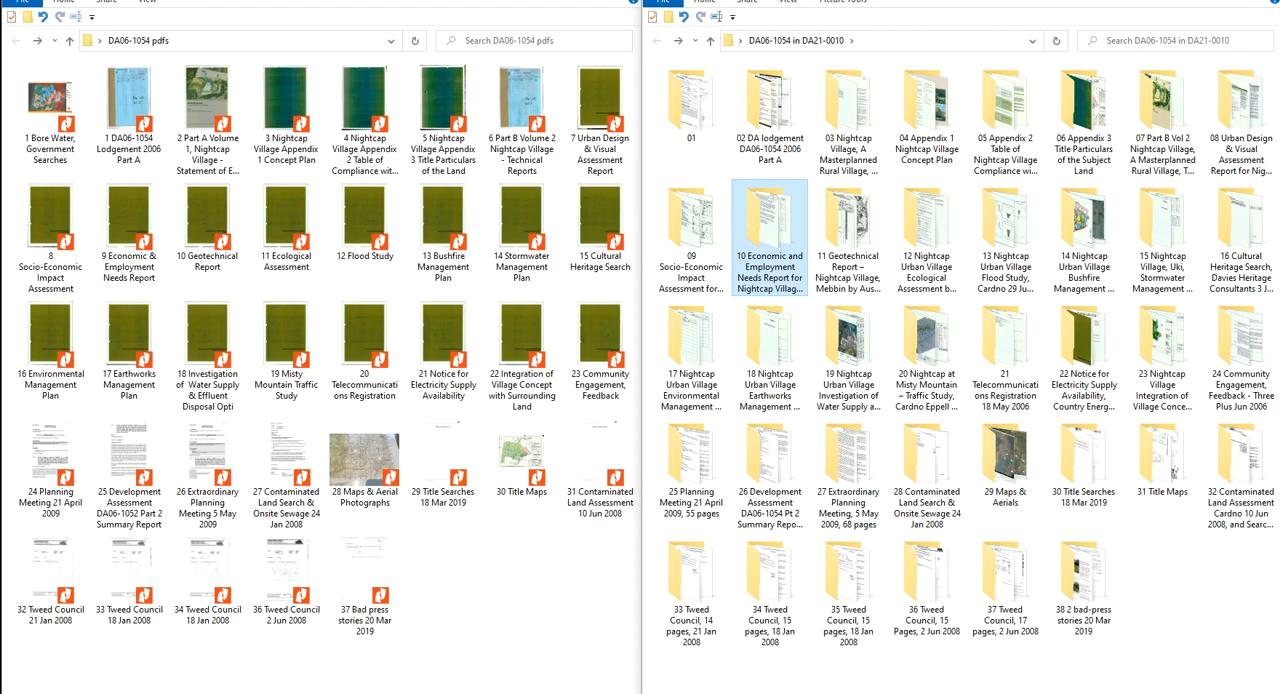 File Home Share View
DA06-1054 pdfs
Search DA06-1054 pdfs
1 Bore Water,
Government
Searches
1 DA06-1054
Lodgement 2006
Part A
2 Part A Volume
1, Nightcap
Village -
Statement of E...
3 Nightcap
Village Appendix
1 Concept Plan
4 Nightcap
Village Appendix
2 Table of
Compliance wit...
5 Nightcap
Village Appendix
3 Title Particulars
of the Land
6 Part B Volume 2
Nightcap Village
- Technical
Reports
7 Urban Design
& Visual
Assessment
Report
8
Socio-Economic
Impact
Assessment
9 Economic &
Employment
Needs Report
10 Geotechnical
Report
11 Ecological
Assessment
12 Flood Study
13 Bushfire
Management
Plan
14 Stormwater
Management
Plan
15 Cultural
Heritage Search
16 Environmental
Management
Plan
17 Earthworks
Management
Plan
18 Investigation
of Water Supply
& Effluent
Disposal Opti
19 Misty
Mountain Traffic
Study
20
Telecommunicati
ons Registration
21 Notice for
Electricity Supply
Availability
22 Integration of
Village Concept
with Surrounding
Land
23 Community
Engagement,
Feedback
24 Planning
Meeting 21 April
2009
25 Development
Assessment
DA06-1052 Part 2
Summary Report
26 Extraordinary
Planning
Meeting 5 May
2009
27 Contaminated
Land Search &
Onsite Sewage 24
Jan 2008
28 Maps & Aerial
Photographs
29 Title Searches
18 Mar 2019
30 Title Maps
31 Contaminated
Land Assessment
10 Jun 2008
32 Tweed Council
21 Jan 2008
33 Tweed Council
18 Jan 2008
34 Tweed Council
18 Jan 2008
36 Tweed Council
2 Jun 2008
37 Bad press
stories 20 Mar
2019
File Home Share View Picture Tools
DA06-1054 in DA21-0010
Search DA06-1054 in DA21-0010
01
02 DA lodgement
DA06-1054 2006
Part A
03 Nightcap
Village, A
Masterplanned
Rural Village, ...
04 Appendix 1
Nightcap Village
Concept Plan
05 Appendix 2
Table of
Nightcap Village
Compliance wi...
06 Appendix 3
Title Particulars
of the Subject
Land
07 Part B Vol 2
Nightcap Village,
A Masterplanned
Rural Village, T...
08 Urban Design
& Visual
Assessment
Report for Nig...
09
Socio-Economic
Impact
Assessment for...
10 Economic and
Employment
Needs Report for
Nightcap Villag...
11 Geotechnical
Report –
Nightcap Village,
Mebbin by Aus...
12 Nightcap
Urban Village
Ecological
Assessment b...
13 Nightcap
Urban Village
Flood Study,
Cardno 29 Ju...
14 Nightcap
Urban Village
Bushfire
Management ...
15 Nightcap
Village, Uki,
Stormwater
Management ...
16 Cultural
Heritage Search,
Davies Heritage
Consultants 3 J...
17 Nightcap
Urban Village
Environmental
Management ...
18 Nightcap
Urban Village
Earthworks
Management ...
19 Nightcap
Urban Village
Investigation of
Water Supply a...
20 Nightcap at
Misty Mountain
– Traffic Study,
Cardno Eppell ...
21
Telecommunicati
ons Registration
18 May 2006
22 Notice for
Electricity Supply
Availability,
Country Energ...
23 Nightcap
Village
Integration of
Village Conce...
24 Community
Engagement,
Feedback - Three
Plus Jun 2006
25 Planning
Meeting 21 April
2009, 55 pages
26 Development
Assessment
DA06-1054 Pt 2
Summary Repo...
27 Extraordinary
Planning
Meeting, 5 May
2009, 68 pages
28 Contaminated
Land Search &
Onsite Sewage 24
Jan 2008
29 Maps &
Aerials
30 Title Searches
18 Mar 2019
31 Title Maps
32 Contaminated
Land Assessment
Cardno 10 Jun
2008, and Searc...
33 Tweed
Council, 14
pages, 21 Jan
2008
34 Tweed
Council, 15
pages, 18 Jan
2008
35 Tweed
Council, 15
pages, 18 Jan
2008
36 Tweed
Council, 15
Pages, 2 Jun 2008
37 Tweed
Council, 17
pages, 2 Jun 2008
38 2 bad-press
stories 20 Mar
2019